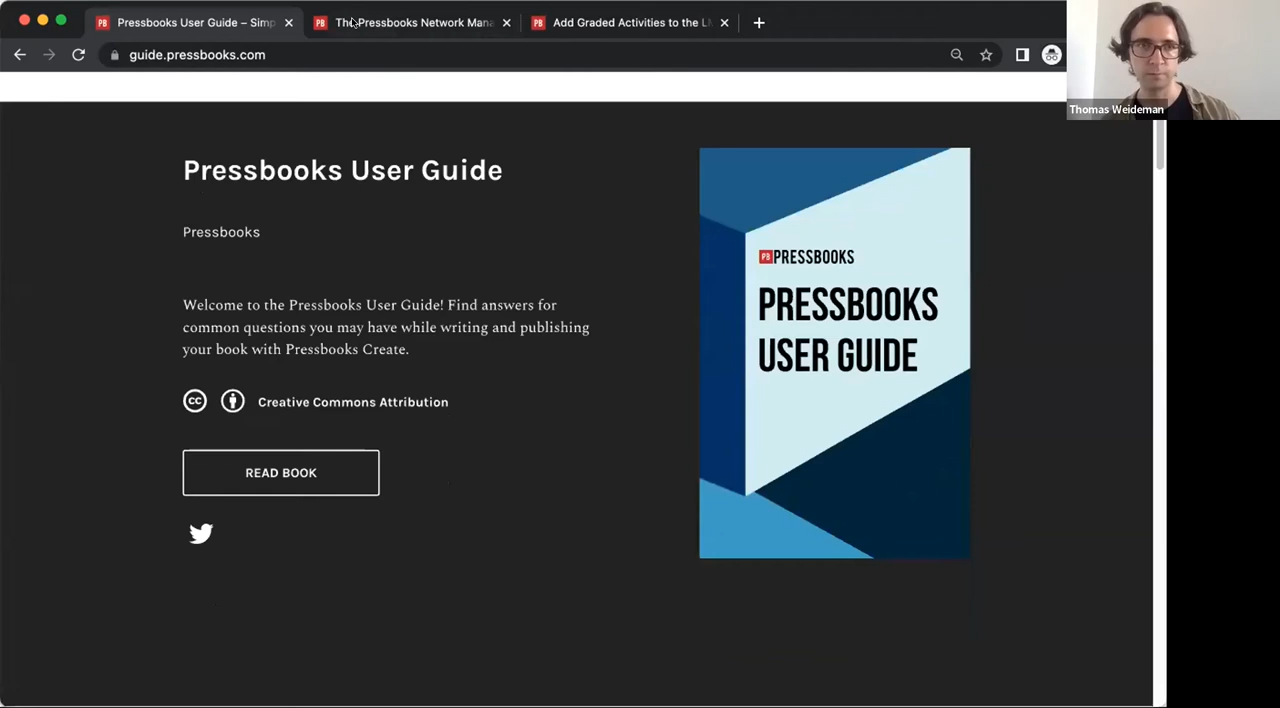 Pressbooks User Guide – Simp
The Pressbooks Network Mana
Add Graded Activities to the L
guide.pressbooks.com
Thomas Weideman
Pressbooks User Guide
Pressbooks
Welcome to the Pressbooks User Guide! Find answers for
common questions you may have while writing and publishing
your book with Pressbooks Create.
Creative Commons Attribution
READ BOOK
PB PRESSBOOKS
PRESSBOOKS
USER GUIDE